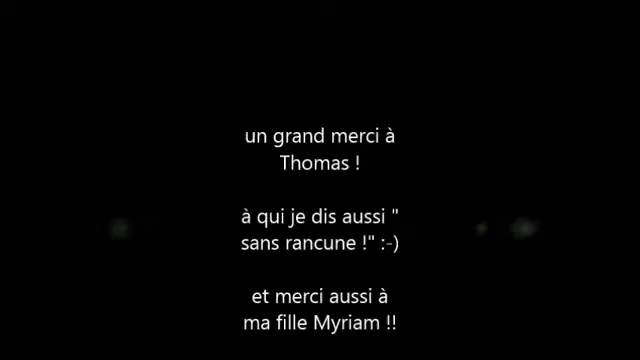 un grand merci à
Thomas !
à qui je dis aussi "
sans rancune !" :-)
et merci aussi à
ma fille Myriam !!